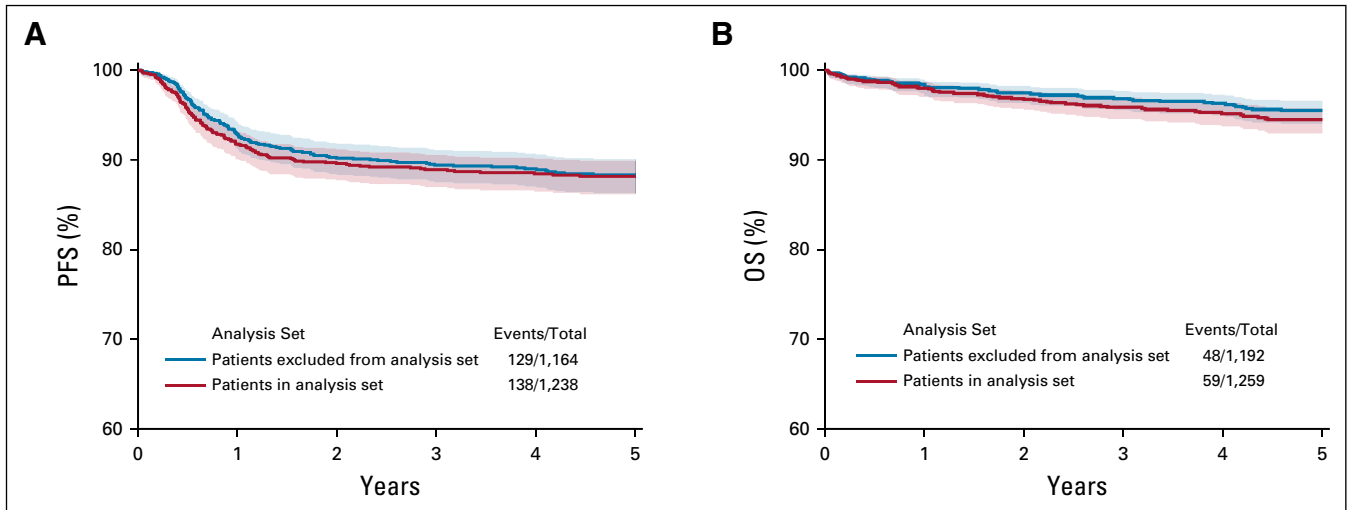 A
PFS (%)
100
90
80
70
60
Analysis Set Events/Total
Patients excluded from analysis set 129/1,164
Patients in analysis set 138/1,238
0 1 2 3 4 5
Years
B
OS (%)
100
90
80
70
60
Analysis Set Events/Total
Patients excluded from analysis set 48/1,192
Patients in analysis set 59/1,259
0 1 2 3 4 5
Years